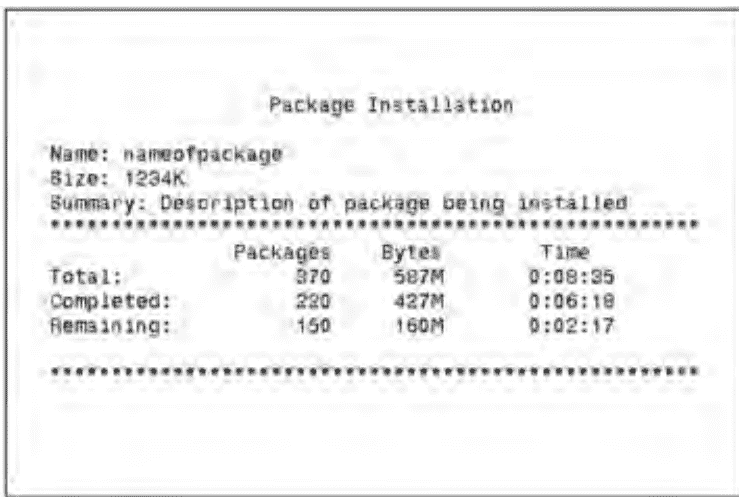 Package Installation
Name: nameofpackage
Size: 1234K
Summary: Description of package being installed
*****************************************************
Packages Bytes Time
Total: 370 587M 0:08:35
Completed: 220 427M 0:06:18
Remaining: 150 160M 0:02:17
*****************************************************